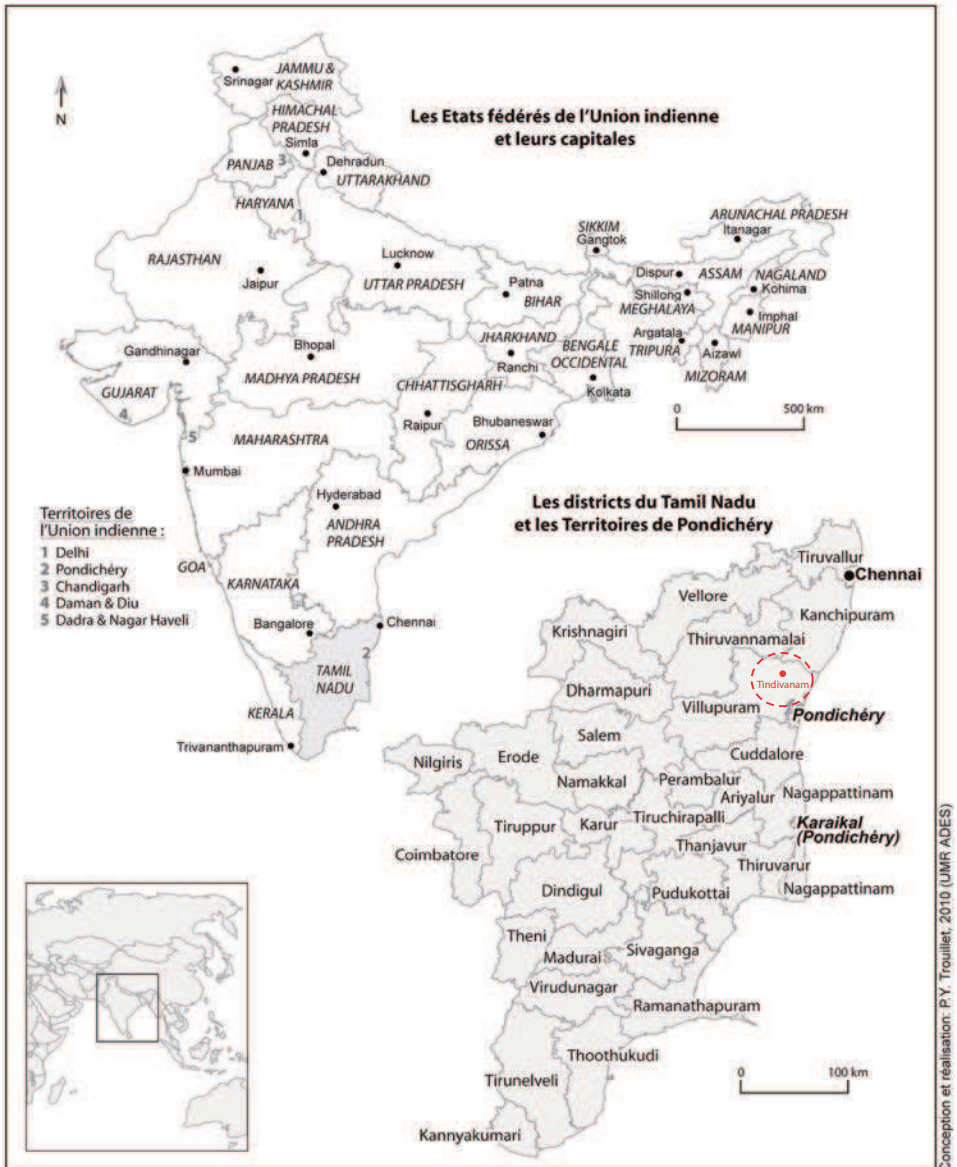 N
Les Etats fédérés de l'Union indienne
et leurs capitales
JAMMU &
KASHMIR
Srinagar
HIMACHAL
PRADESH
Simla
PANJAB
3
Dehradun
UTTARAKHAND
HARYANA
1
RAJASTHAN
Jaipur
Lucknow
UTTAR PRADESH
Patna
BIHAR
SIKKIM
Gangtok
ARUNACHAL PRADESH
Itanagar
Dispur
ASSAM
NAGALAND
Kohima
Shillong
MEGHALAYA
Imphal
MANIPUR
Argatala
TRIPURA
Aizawl
MIZORAM
JHARKHAND
Ranchi
BENGALE
OCCIDENTAL
Kolkata
Gandhinagar
GUJARAT
4
Bhopal
MADHYA PRADESH
CHHATTISGHARH
Raipur
Bhubaneswar
ORISSA
0
500 km
5
MAHARASHTRA
Mumbai
Hyderabad
ANDHRA
PRADESH
GOA
KARNATAKA
Bangalore
Chennai
2
TAMIL
NADU
KERALA
Trivananthapuram
Territoires de
l'Union indienne :
1 Delhi
2 Pondichéry
3 Chandigarh
4 Daman & Diu
5 Dadra & Nagar Haveli
Les districts du Tamil Nadu
et les Territoires de Pondichéry
Tiruvallur
Chennai
Vellore
Kanchipuram
Krishnagiri
Thiruvannamalai
Tindivanam
Dharmapuri
Villupuram
Pondichéry
Salem
Cuddalore
Nilgiris
Erode
Namakkal
Perambalur
Ariyalur
Nagappattinam
Tiruppur
Karur
Tiruchirapalli
Karaikal
(Pondichéry)
Coimbatore
Thanjavur
Thiruvarur
Dindigul
Pudukottai
Nagappattinam
Theni
Madurai
Sivaganga
Virudunagar
Ramanathapuram
Thoothukudi
Tirunelveli
Kannyakumari
0
100 km
Conception et réalisation: P.Y. Trouillet, 2010 (UMR ADES)